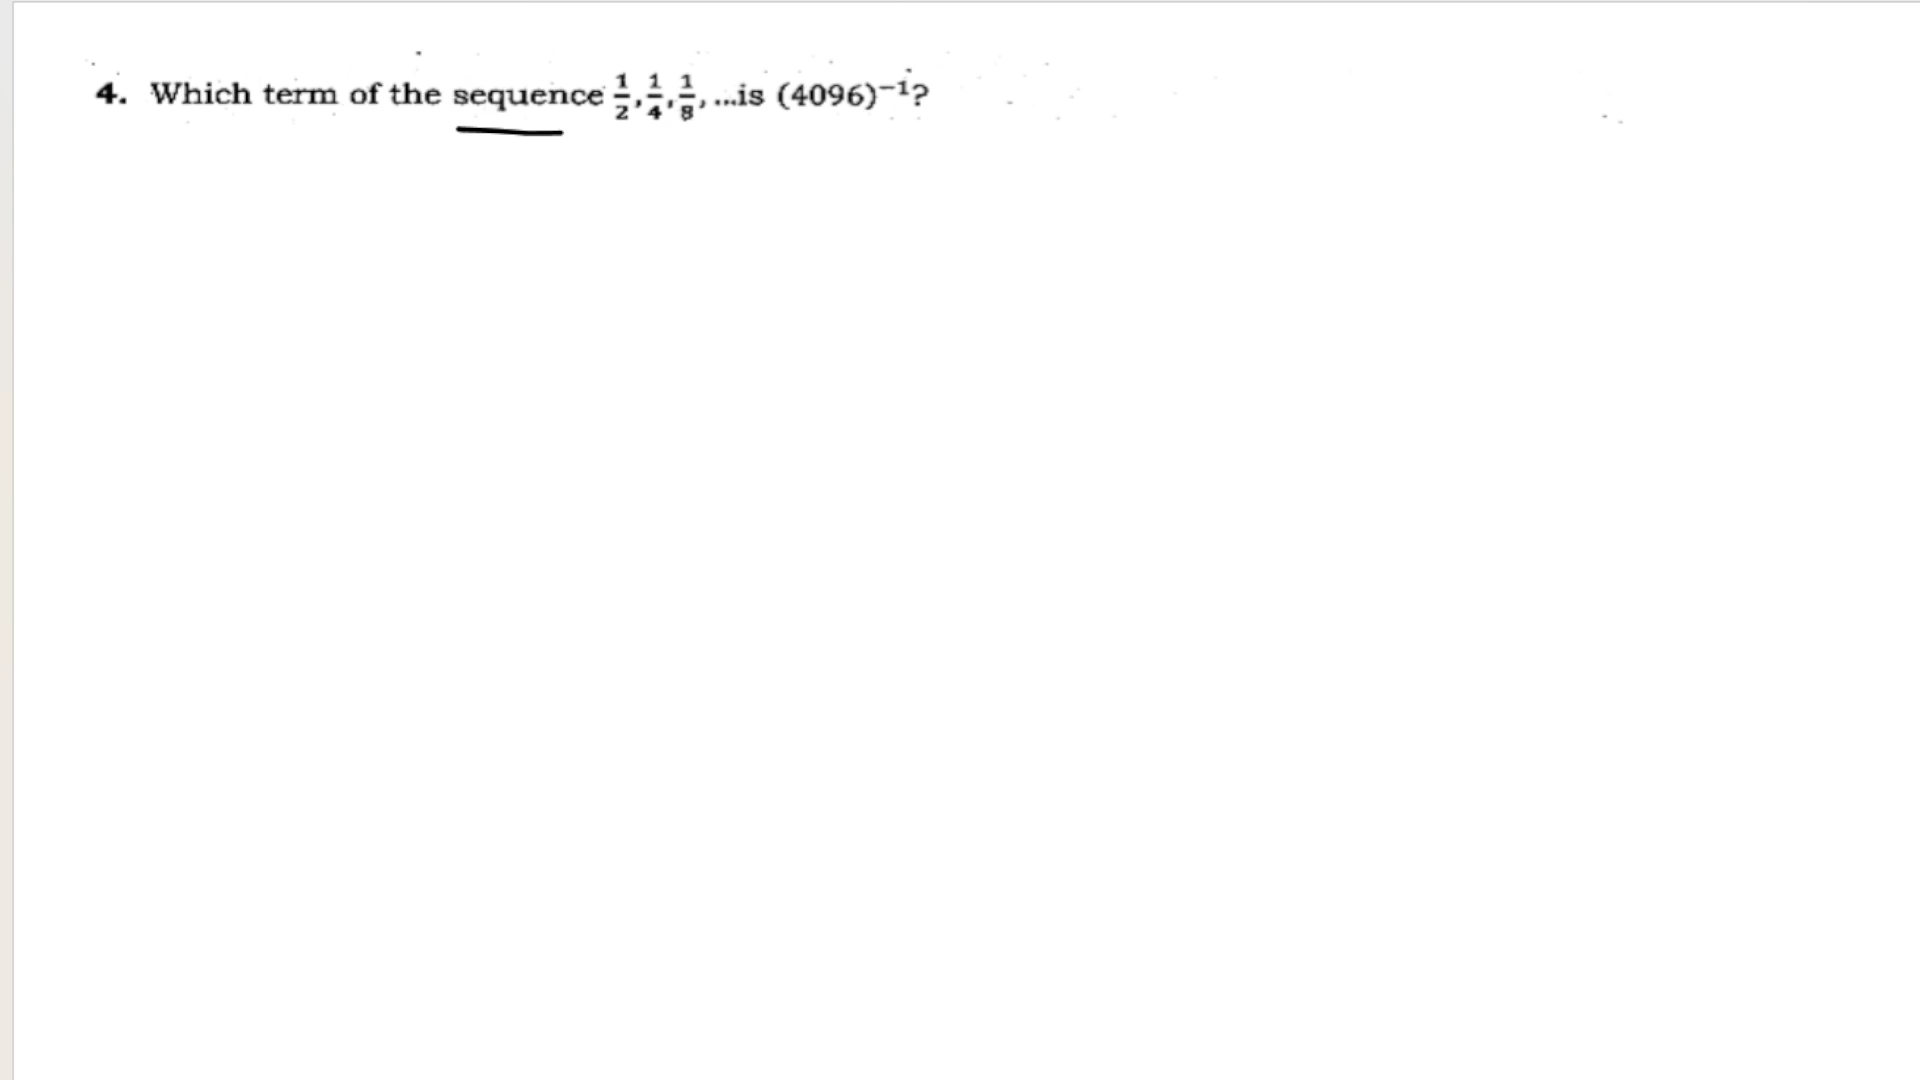 4. Which term of the sequence 1/2, 1/4, 1/8, ...is (4096)⁻¹?